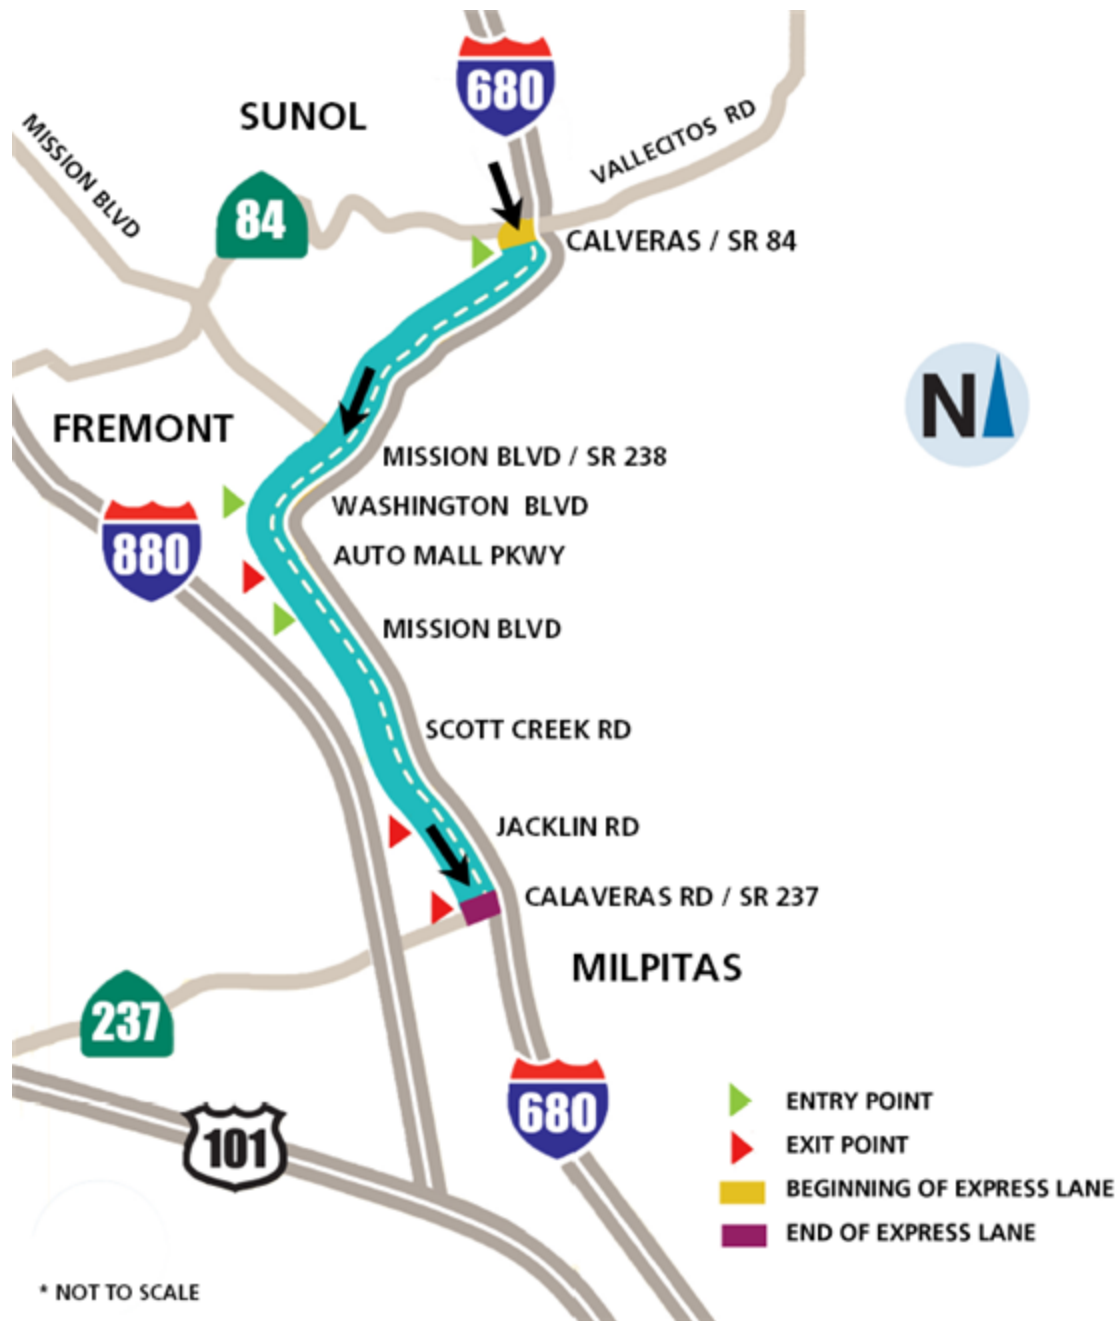 680
SUNOL
VALLECITOS RD
MISSION BLVD
84
CALVERAS / SR 84
N
FREMONT
MISSION BLVD / SR 238
WASHINGTON BLVD
880
AUTO MALL PKWY
MISSION BLVD
SCOTT CREEK RD
JACKLIN RD
CALAVERAS RD / SR 237
MILPITAS
237
680
101
ENTRY POINT
EXIT POINT
BEGINNING OF EXPRESS LANE
END OF EXPRESS LANE
* NOT TO SCALE